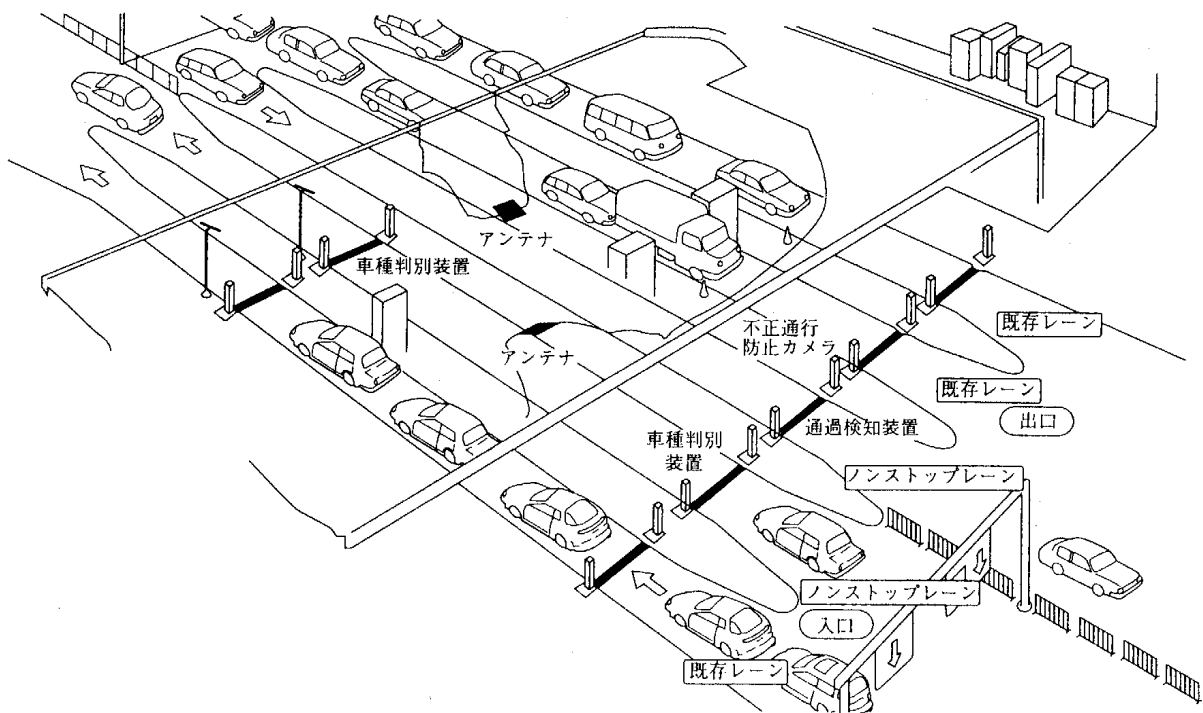 アンテナ
車種判別装置
アンテナ
不正通行
防止カメラ
既存レーン
既存レーン
出口
通過検知装置
車種判別
装置
ノンストップレーン
ノンストップレーン
入口
既存レーン